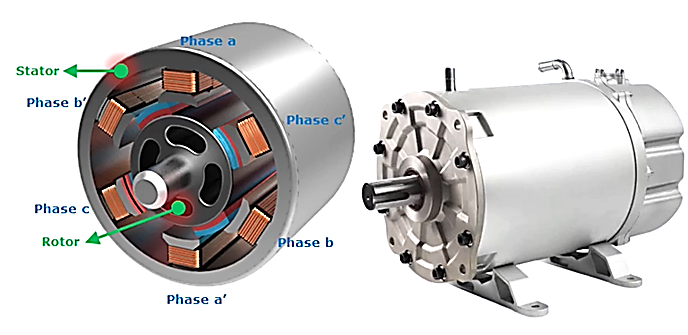 Phase a
Stator
Phase b’
Phase c’
Phase c
Rotor
Phase b
Phase a’